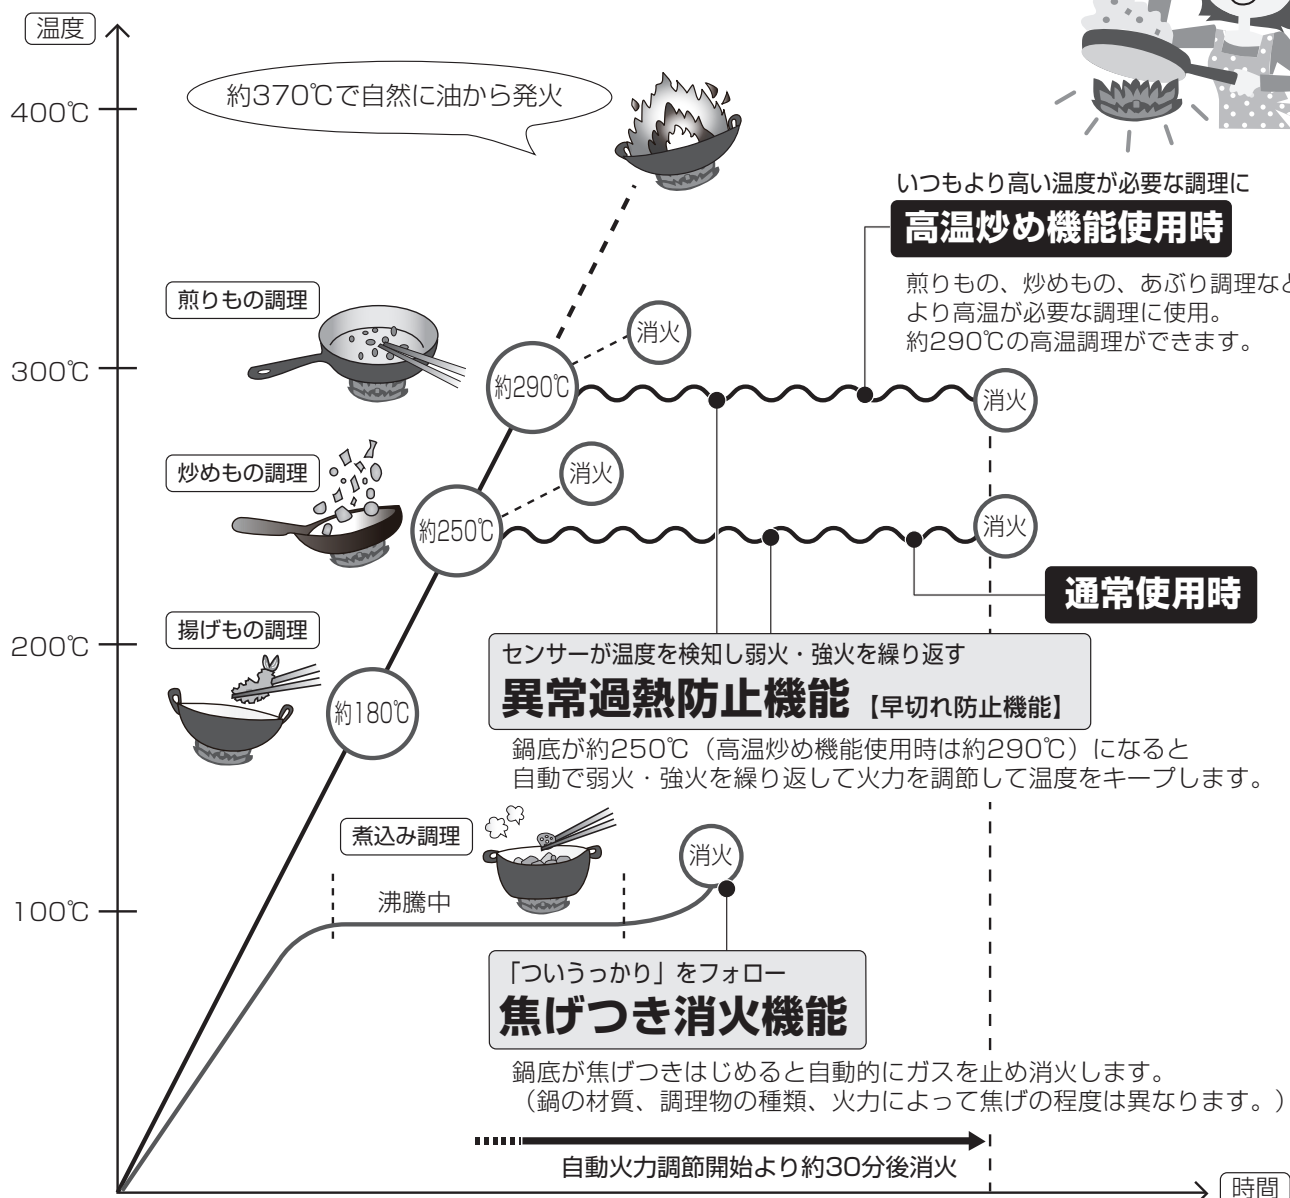 温度
約370℃で自然に油から発火
400℃
いつもより高い温度が必要な調理に
高温炒め機能使用時
煎りもの、炒めもの、あぶり調理など
より高温が必要な調理に使用。
約290℃の高温調理ができます。
煎りもの調理
消火
300℃
約290℃
消火
炒めもの調理
消火
約250℃
消火
通常使用時
揚げもの調理
200℃
約180℃
センサーが温度を検知し弱火・強火を繰り返す
異常過熱防止機能【早切れ防止機能】
鍋底が約250℃（高温炒め機能使用時は約290℃）になると
自動で弱火・強火を繰り返して火力を調節して温度をキープします。
煮込み調理
消火
沸騰中
100℃
「ついうっかり」をフォロー
焦げつき消火機能
鍋底が焦げつきはじめると自動的にガスを止め消火します。
（鍋の材質、調理物の種類、火力によって焦げの程度は異なります。）
自動火力調節開始より約30分後消火
時間